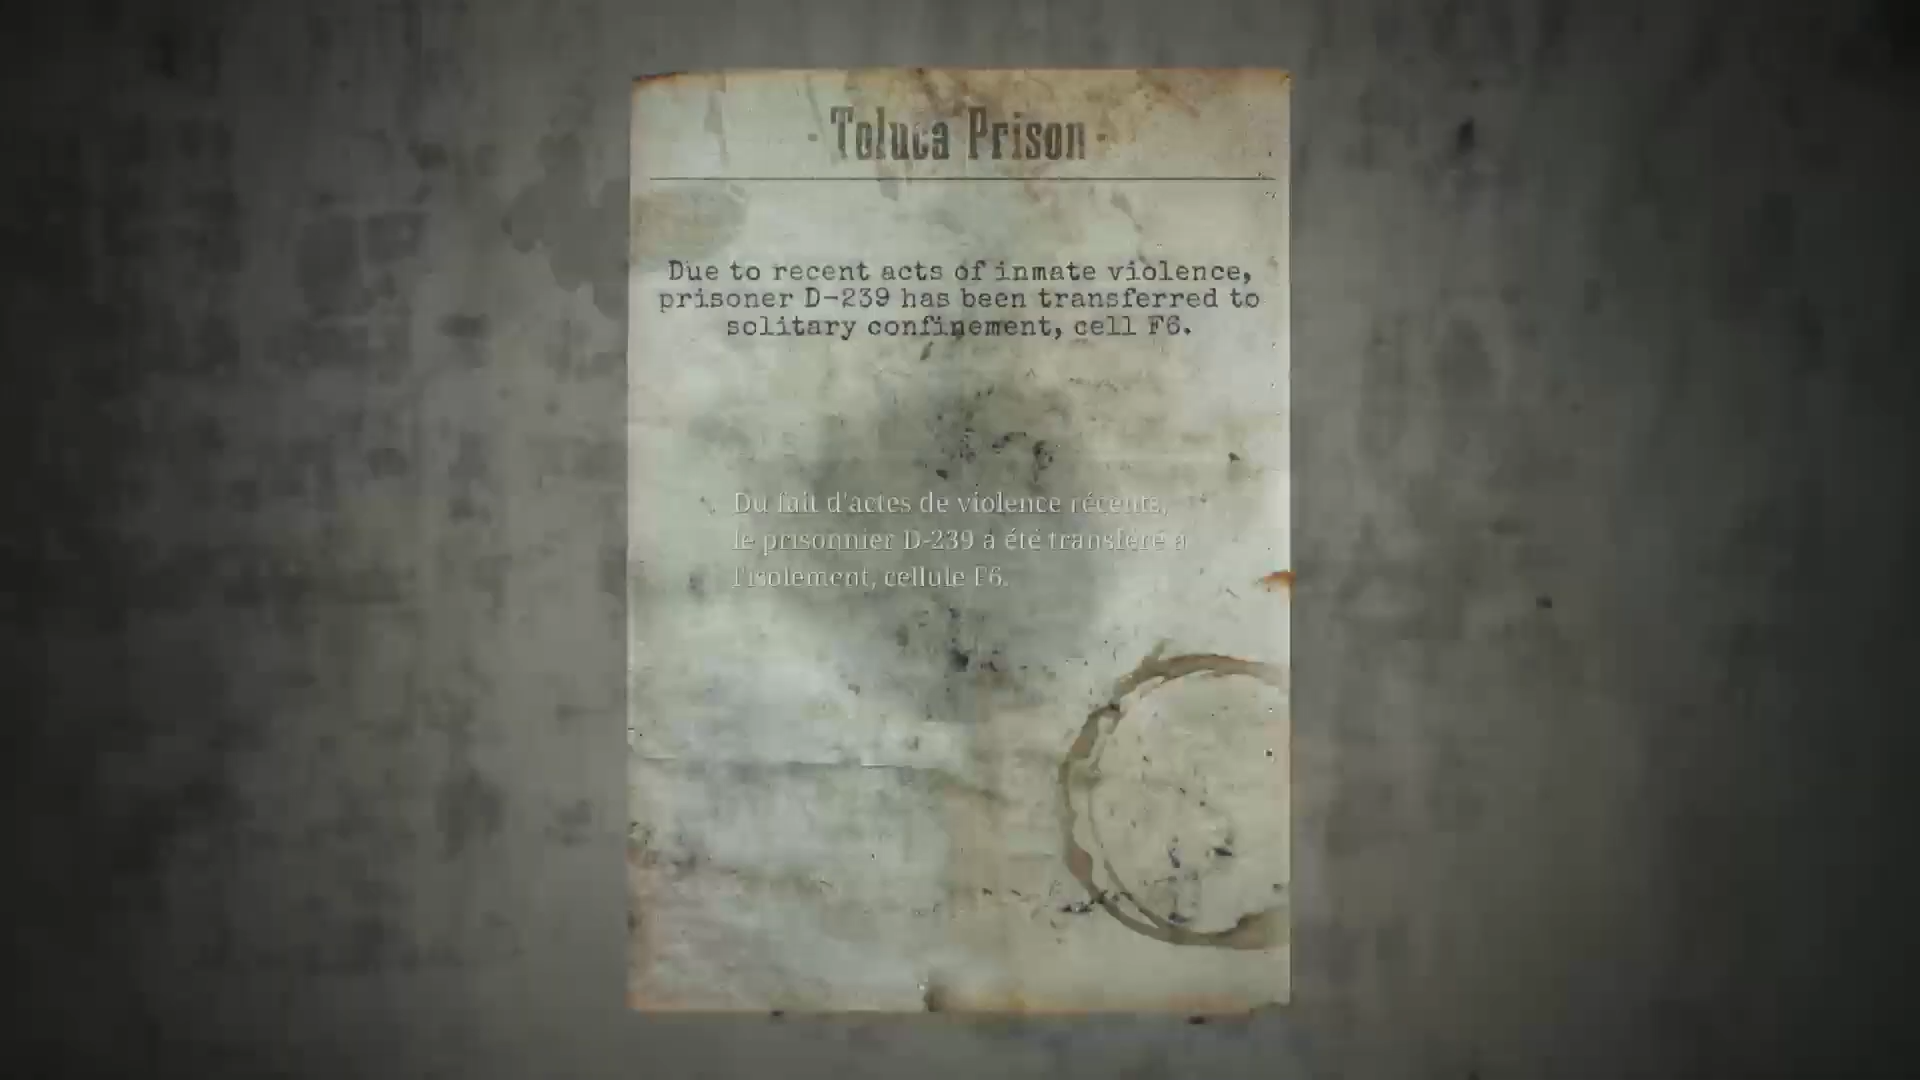 - Toluca Prison -
Due to recent acts of inmate violence,
prisoner D-239 has been transferred to
solitary confinement, cell F6.
Du fait d'actes de violence récents,
le prisonnier D-239 a été transféré à
l'isolement, cellule F6.